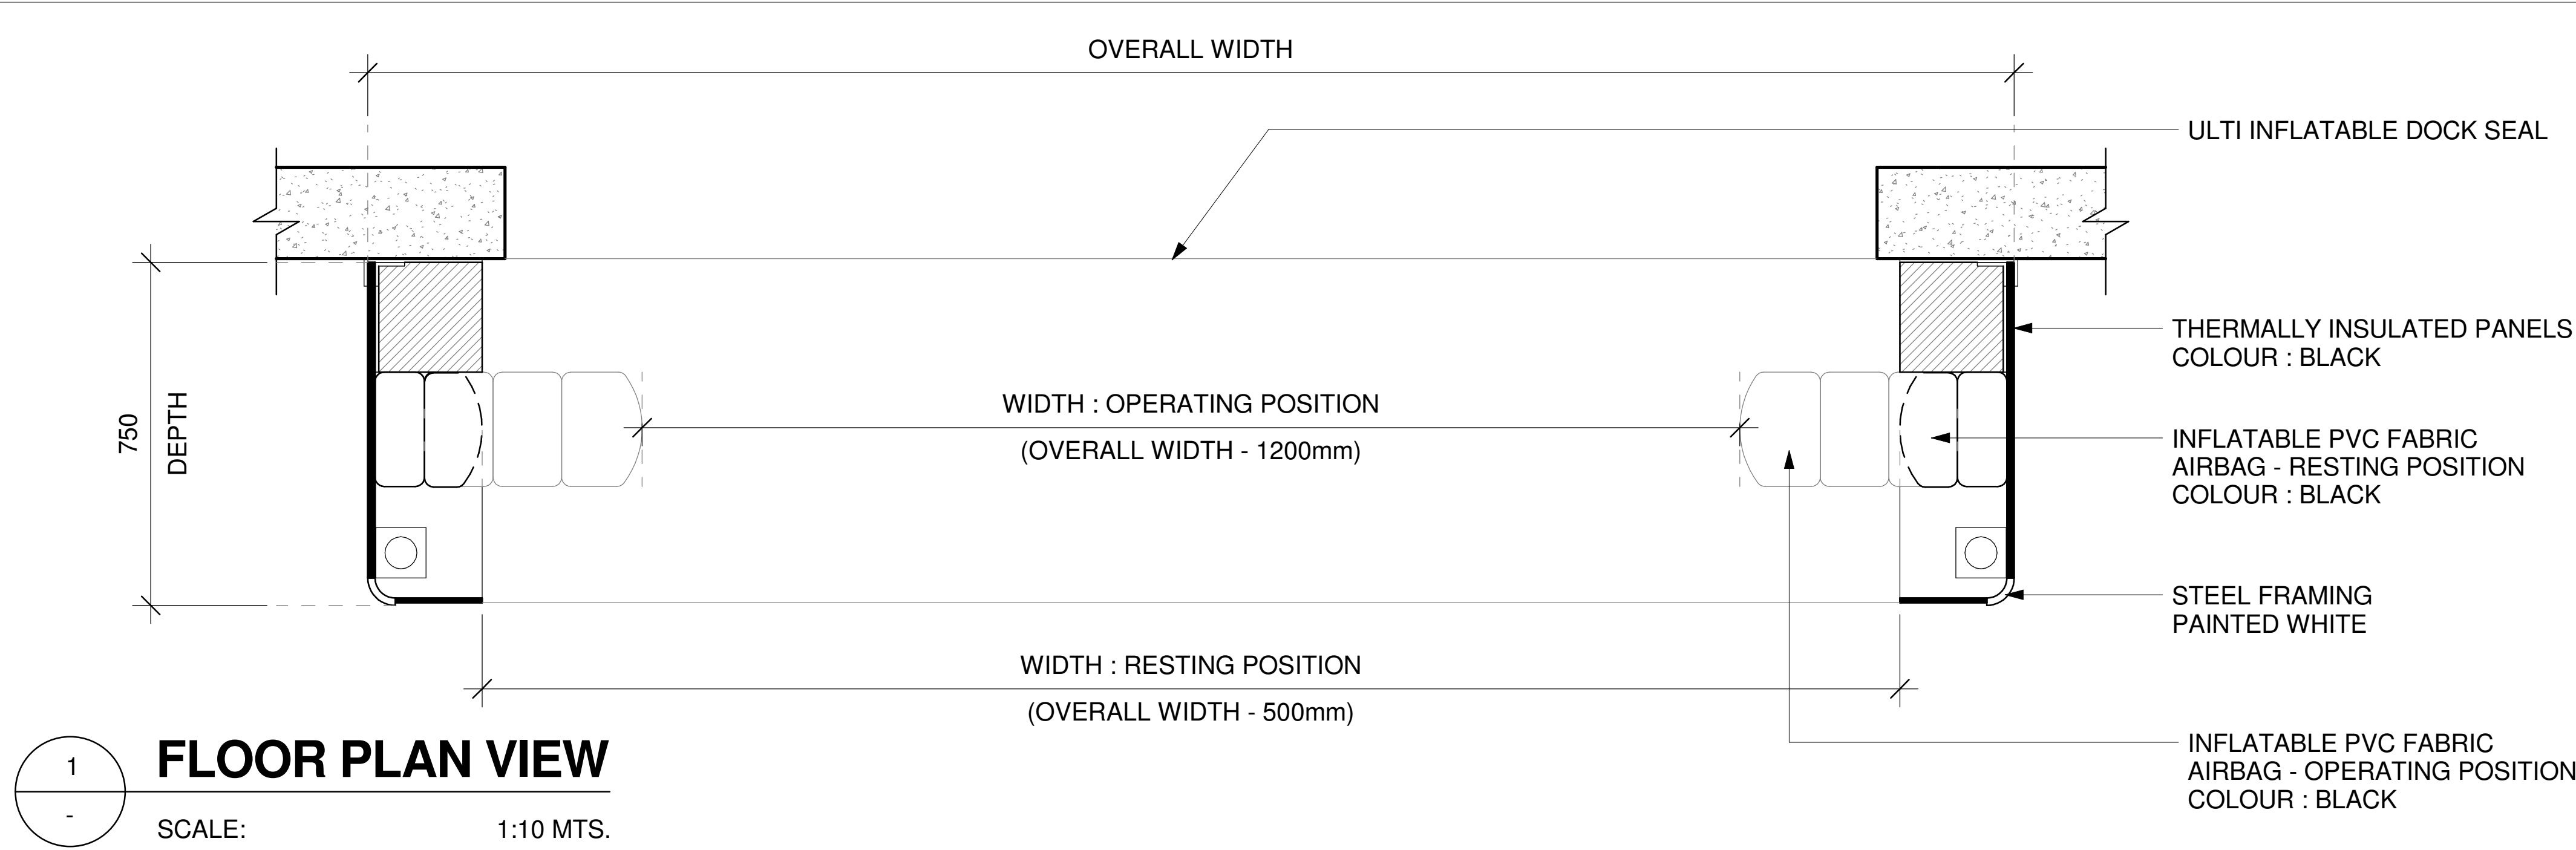 OVERALL WIDTH
ULTI INFLATABLE DOCK SEAL
THERMALLY INSULATED PANELS
COLOUR : BLACK
750
DEPTH
WIDTH : OPERATING POSITION
(OVERALL WIDTH - 1200mm)
INFLATABLE PVC FABRIC
AIRBAG - RESTING POSITION
COLOUR : BLACK
STEEL FRAMING
PAINTED WHITE
WIDTH : RESTING POSITION
(OVERALL WIDTH - 500mm)
INFLATABLE PVC FABRIC
AIRBAG - OPERATING POSITION
COLOUR : BLACK
1
-
FLOOR PLAN VIEW
SCALE: 1:10 MTS.